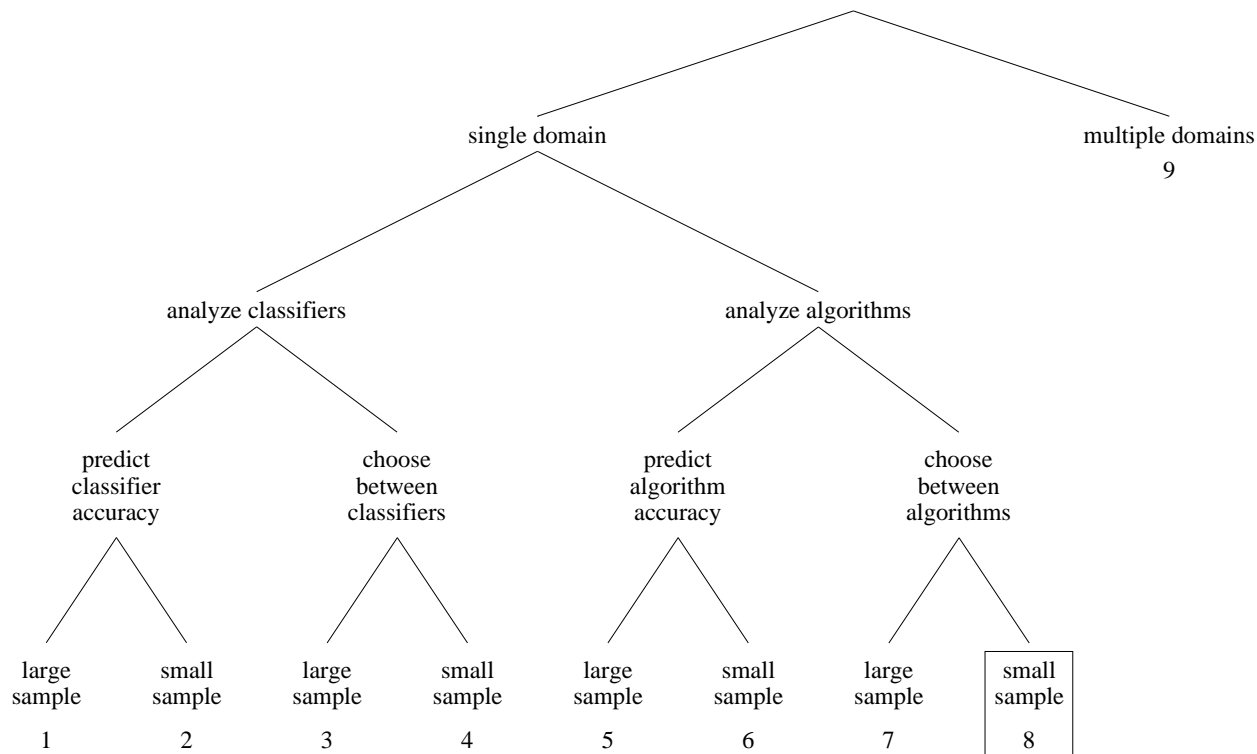 single domain
multiple domains
9
analyze classifiers
analyze algorithms
predict
classifier
accuracy
choose
between
classifiers
predict
algorithm
accuracy
choose
between
algorithms
large
sample
1
small
sample
2
large
sample
3
small
sample
4
large
sample
5
small
sample
6
large
sample
7
small
sample
8